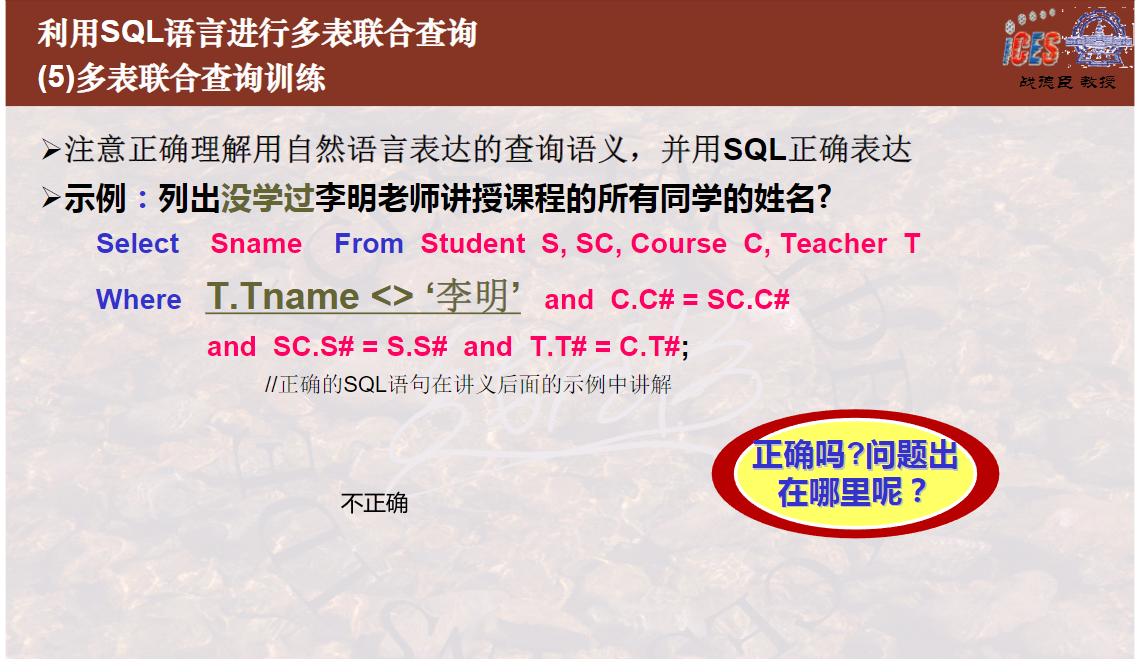 利用SQL语言进行多表联合查询
(5)多表联合查询训练
iCES
战德臣 教授
➢注意正确理解用自然语言表达的查询语义，并用SQL正确表达
➢示例：列出没学过李明老师讲授课程的所有同学的姓名?
Select Sname From Student S, SC, Course C, Teacher T
Where T.Tname <> ‘李明’ and C.C# = SC.C#
and SC.S# = S.S# and T.T# = C.T#;
//正确的SQL语句在讲义后面的示例中讲解
正确吗?问题出
在哪里呢？
不正确